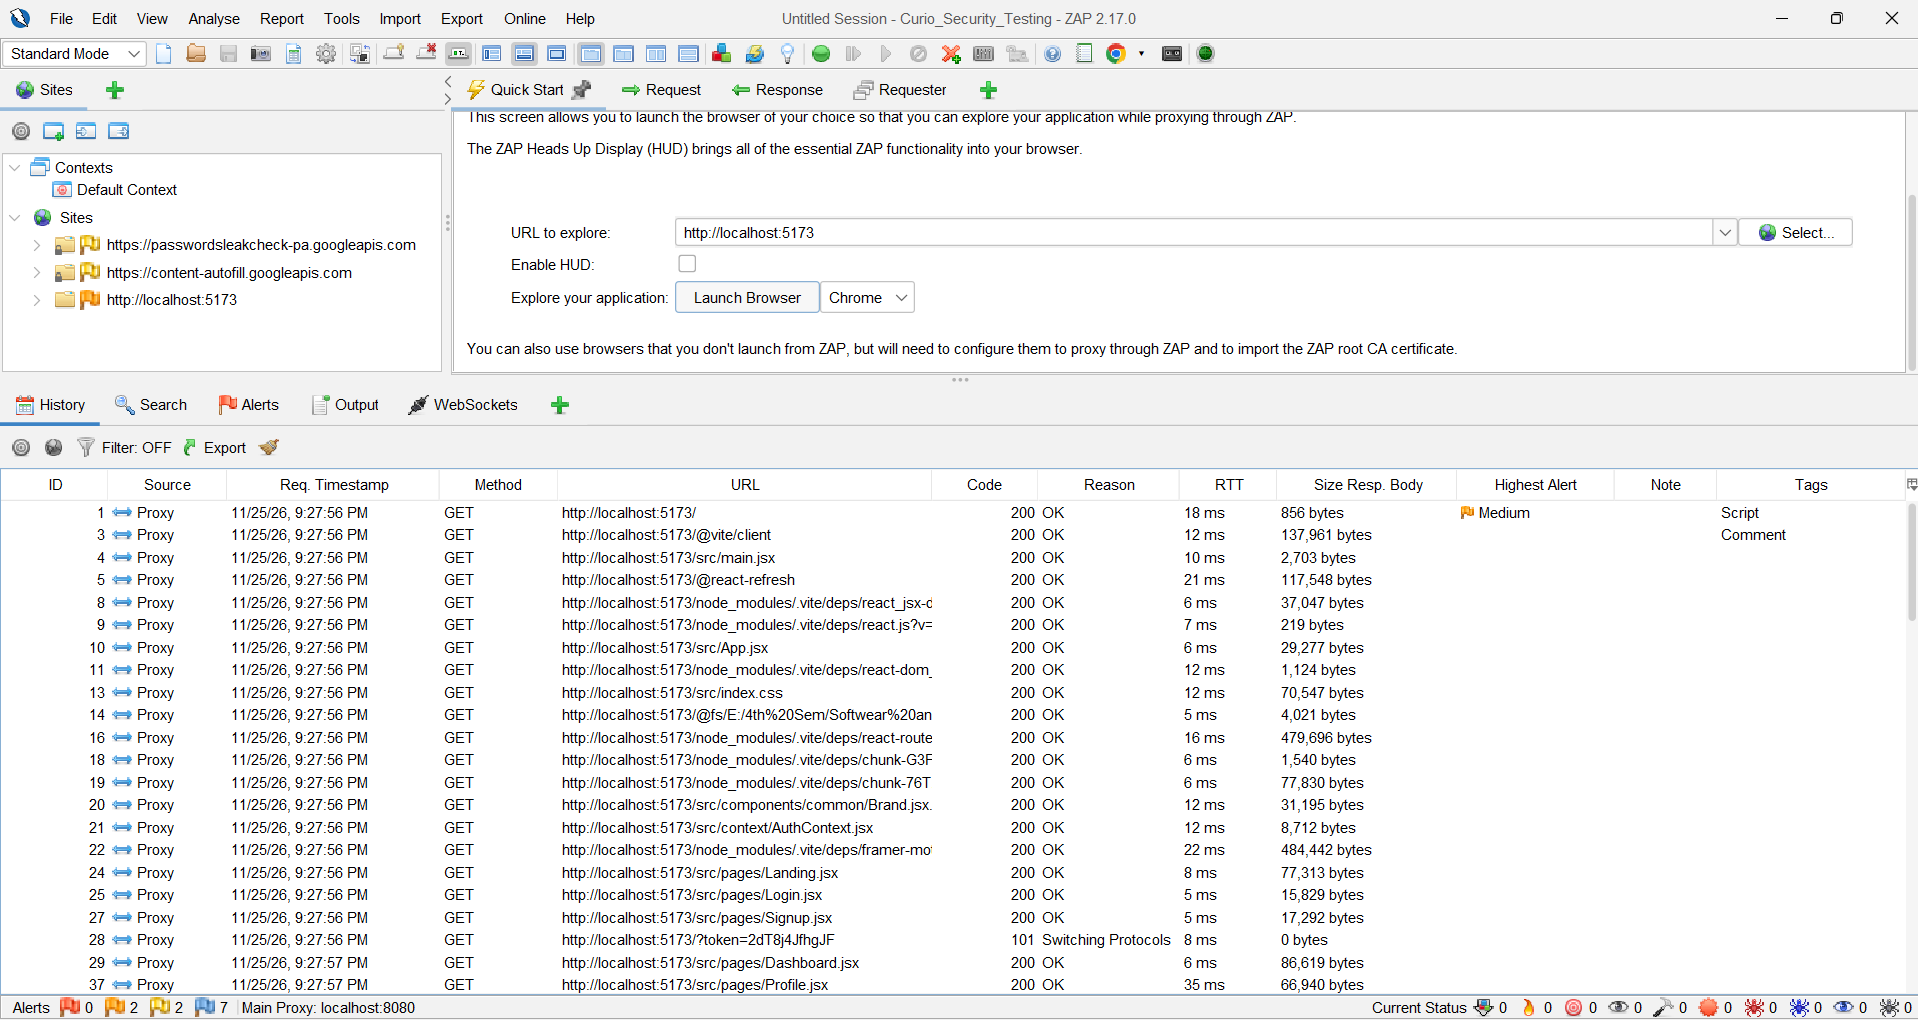 File Edit View Analyse Report Tools Import Export Online Help
Untitled Session - Curio_Security_Testing - ZAP 2.17.0
Standard Mode
Sites
Quick Start Request Response Requester
This screen allows you to launch the browser of your choice so that you can explore your application while proxying through ZAP.
The ZAP Heads Up Display (HUD) brings all of the essential ZAP functionality into your browser.
Contexts
Default Context
Sites
https://passwordsleakcheck-pa.googleapis.com
https://content-autofill.googleapis.com
http://localhost:5173
URL to explore: http://localhost:5173 Select...
Enable HUD:
Explore your application: Launch Browser Chrome
You can also use browsers that you don't launch from ZAP, but will need to configure them to proxy through ZAP and to import the ZAP root CA certificate.
History Search Alerts Output WebSockets
Filter: OFF Export
ID Source Req. Timestamp Method URL Code Reason RTT Size Resp. Body Highest Alert Note Tags
1 Proxy 11/25/26, 9:27:56 PM GET http://localhost:5173/ 200 OK 18 ms 856 bytes Medium Script
3 Proxy 11/25/26, 9:27:56 PM GET http://localhost:5173/@vite/client 200 OK 12 ms 137,961 bytes Comment
4 Proxy 11/25/26, 9:27:56 PM GET http://localhost:5173/src/main.jsx 200 OK 10 ms 2,703 bytes
5 Proxy 11/25/26, 9:27:56 PM GET http://localhost:5173/@react-refresh 200 OK 21 ms 117,548 bytes
8 Proxy 11/25/26, 9:27:56 PM GET http://localhost:5173/node_modules/.vite/deps/react_jsx-d 200 OK 6 ms 37,047 bytes
9 Proxy 11/25/26, 9:27:56 PM GET http://localhost:5173/node_modules/.vite/deps/react.js?v= 200 OK 7 ms 219 bytes
10 Proxy 11/25/26, 9:27:56 PM GET http://localhost:5173/src/App.jsx 200 OK 6 ms 29,277 bytes
11 Proxy 11/25/26, 9:27:56 PM GET http://localhost:5173/node_modules/.vite/deps/react-dom_ 200 OK 12 ms 1,124 bytes
13 Proxy 11/25/26, 9:27:56 PM GET http://localhost:5173/src/index.css 200 OK 12 ms 70,547 bytes
14 Proxy 11/25/26, 9:27:56 PM GET http://localhost:5173/@fs/E:/4th%20Sem/Softwear%20an 200 OK 5 ms 4,021 bytes
16 Proxy 11/25/26, 9:27:56 PM GET http://localhost:5173/node_modules/.vite/deps/react-route 200 OK 16 ms 479,696 bytes
18 Proxy 11/25/26, 9:27:56 PM GET http://localhost:5173/node_modules/.vite/deps/chunk-G3F 200 OK 6 ms 1,540 bytes
19 Proxy 11/25/26, 9:27:56 PM GET http://localhost:5173/node_modules/.vite/deps/chunk-76T 200 OK 6 ms 77,830 bytes
20 Proxy 11/25/26, 9:27:56 PM GET http://localhost:5173/src/components/common/Brand.jsx. 200 OK 12 ms 31,195 bytes
21 Proxy 11/25/26, 9:27:56 PM GET http://localhost:5173/src/context/AuthContext.jsx 200 OK 12 ms 8,712 bytes
22 Proxy 11/25/26, 9:27:56 PM GET http://localhost:5173/node_modules/.vite/deps/framer-mo 200 OK 22 ms 484,442 bytes
24 Proxy 11/25/26, 9:27:56 PM GET http://localhost:5173/src/pages/Landing.jsx 200 OK 8 ms 77,313 bytes
25 Proxy 11/25/26, 9:27:56 PM GET http://localhost:5173/src/pages/Login.jsx 200 OK 5 ms 15,829 bytes
27 Proxy 11/25/26, 9:27:56 PM GET http://localhost:5173/src/pages/Signup.jsx 200 OK 5 ms 17,292 bytes
28 Proxy 11/25/26, 9:27:56 PM GET http://localhost:5173/?token=2dT8j4JfhgJF 101 Switching Protocols 8 ms 0 bytes
29 Proxy 11/25/26, 9:27:57 PM GET http://localhost:5173/src/pages/Dashboard.jsx 200 OK 6 ms 86,619 bytes
37 Proxy 11/25/26, 9:27:57 PM GET http://localhost:5173/src/pages/Profile.jsx 200 OK 35 ms 66,940 bytes
Alerts 0 2 2 7 Main Proxy: localhost:8080 Current Status 0 0 0 0 0 0 0 0 0 0